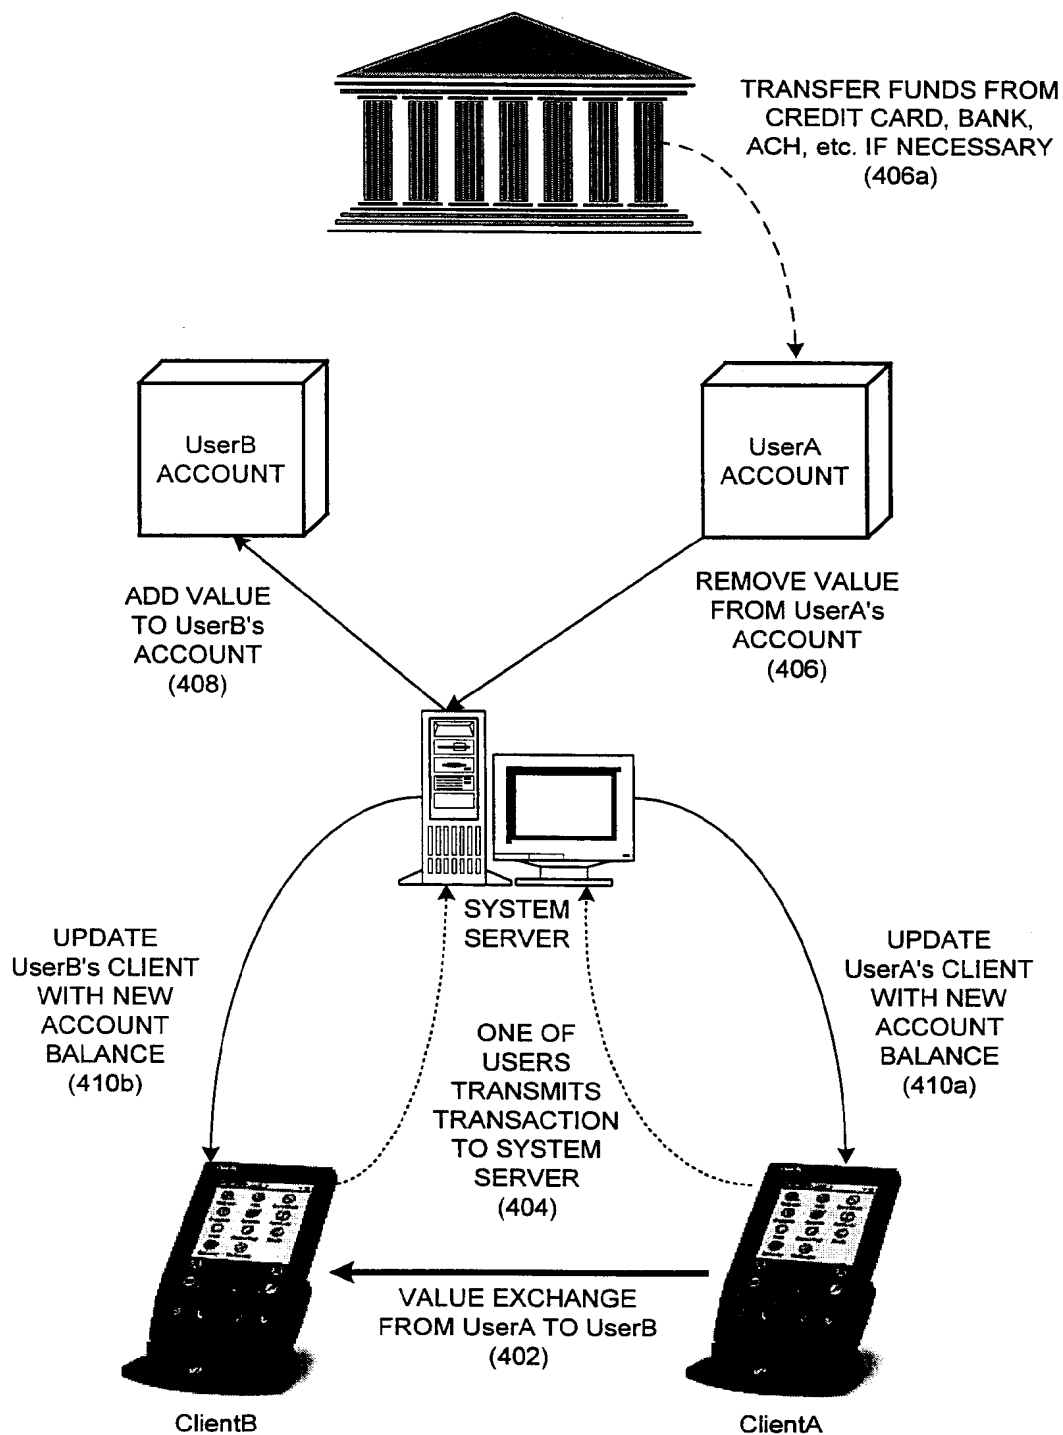 TRANSFER FUNDS FROM
CREDIT CARD, BANK,
ACH, etc. IF NECESSARY
(406a)
UserB
ACCOUNT
UserA
ACCOUNT
ADD VALUE
TO UserB's
ACCOUNT
(408)
REMOVE VALUE
FROM UserA's
ACCOUNT
(406)
SYSTEM
SERVER
UPDATE
UserB's CLIENT
WITH NEW
ACCOUNT
BALANCE
(410b)
ONE OF
USERS
TRANSMITS
TRANSACTION
TO SYSTEM
SERVER
(404)
UPDATE
UserA's CLIENT
WITH NEW
ACCOUNT
BALANCE
(410a)
VALUE EXCHANGE
FROM UserA TO UserB
(402)
ClientB
ClientA